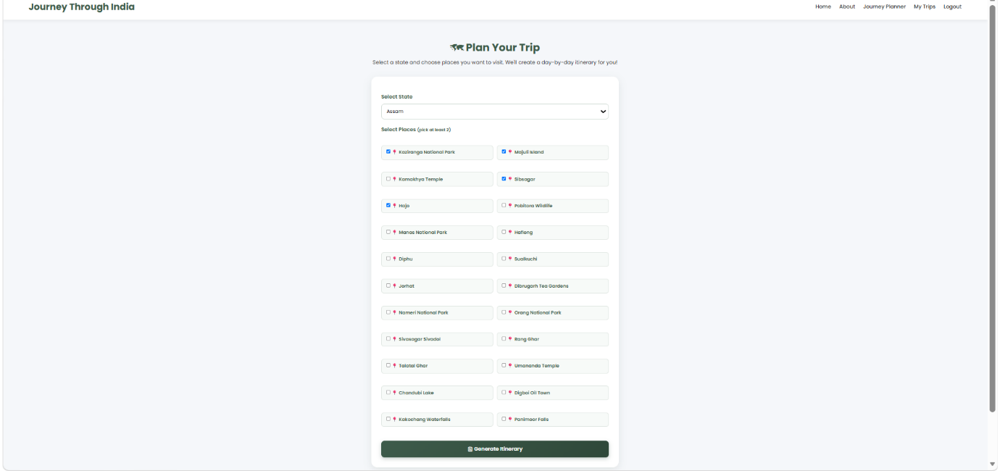 Journey Through India
Home About Journey Planner My Trips Logout
Plan Your Trip
Select a state and choose places you want to visit. We'll create a day-by-day itinerary for you!
Select State
Assam
Select Places (pick at least 2)
Kaziranga National Park
Majuli Island
Kamakhya Temple
Sibsagar
Hajo
Pobitora Wildlife
Manas National Park
Haflong
Diphu
Sualkuchi
Jorhat
Dibrugarh Tea Gardens
Nameri National Park
Orang National Park
Sivasagar Sivadol
Rang Ghar
Talatal Ghar
Umananda Temple
Chandubi Lake
Digboi Oil Town
Kakochang Waterfalls
Panimoor Falls
Generate Itinerary